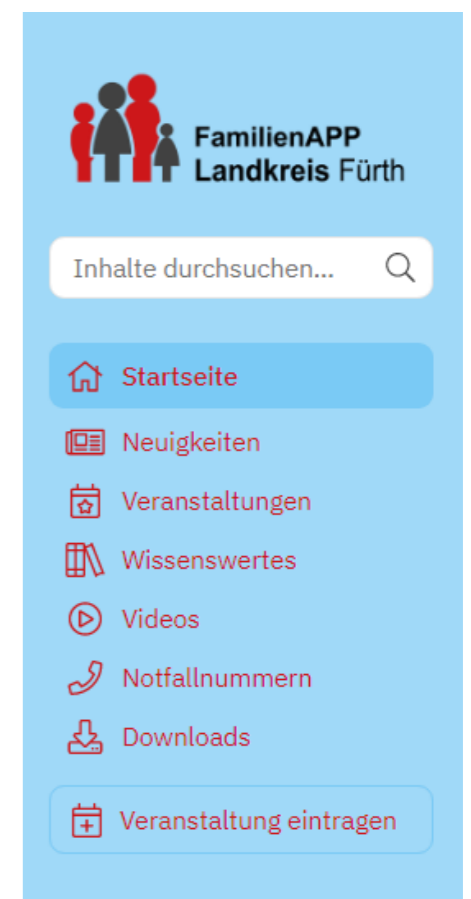 FamilienAPP
Landkreis Fürth
Inhalte durchsuchen...
Startseite
Neuigkeiten
Veranstaltungen
Wissenswertes
Videos
Notfallnummern
Downloads
Veranstaltung eintragen